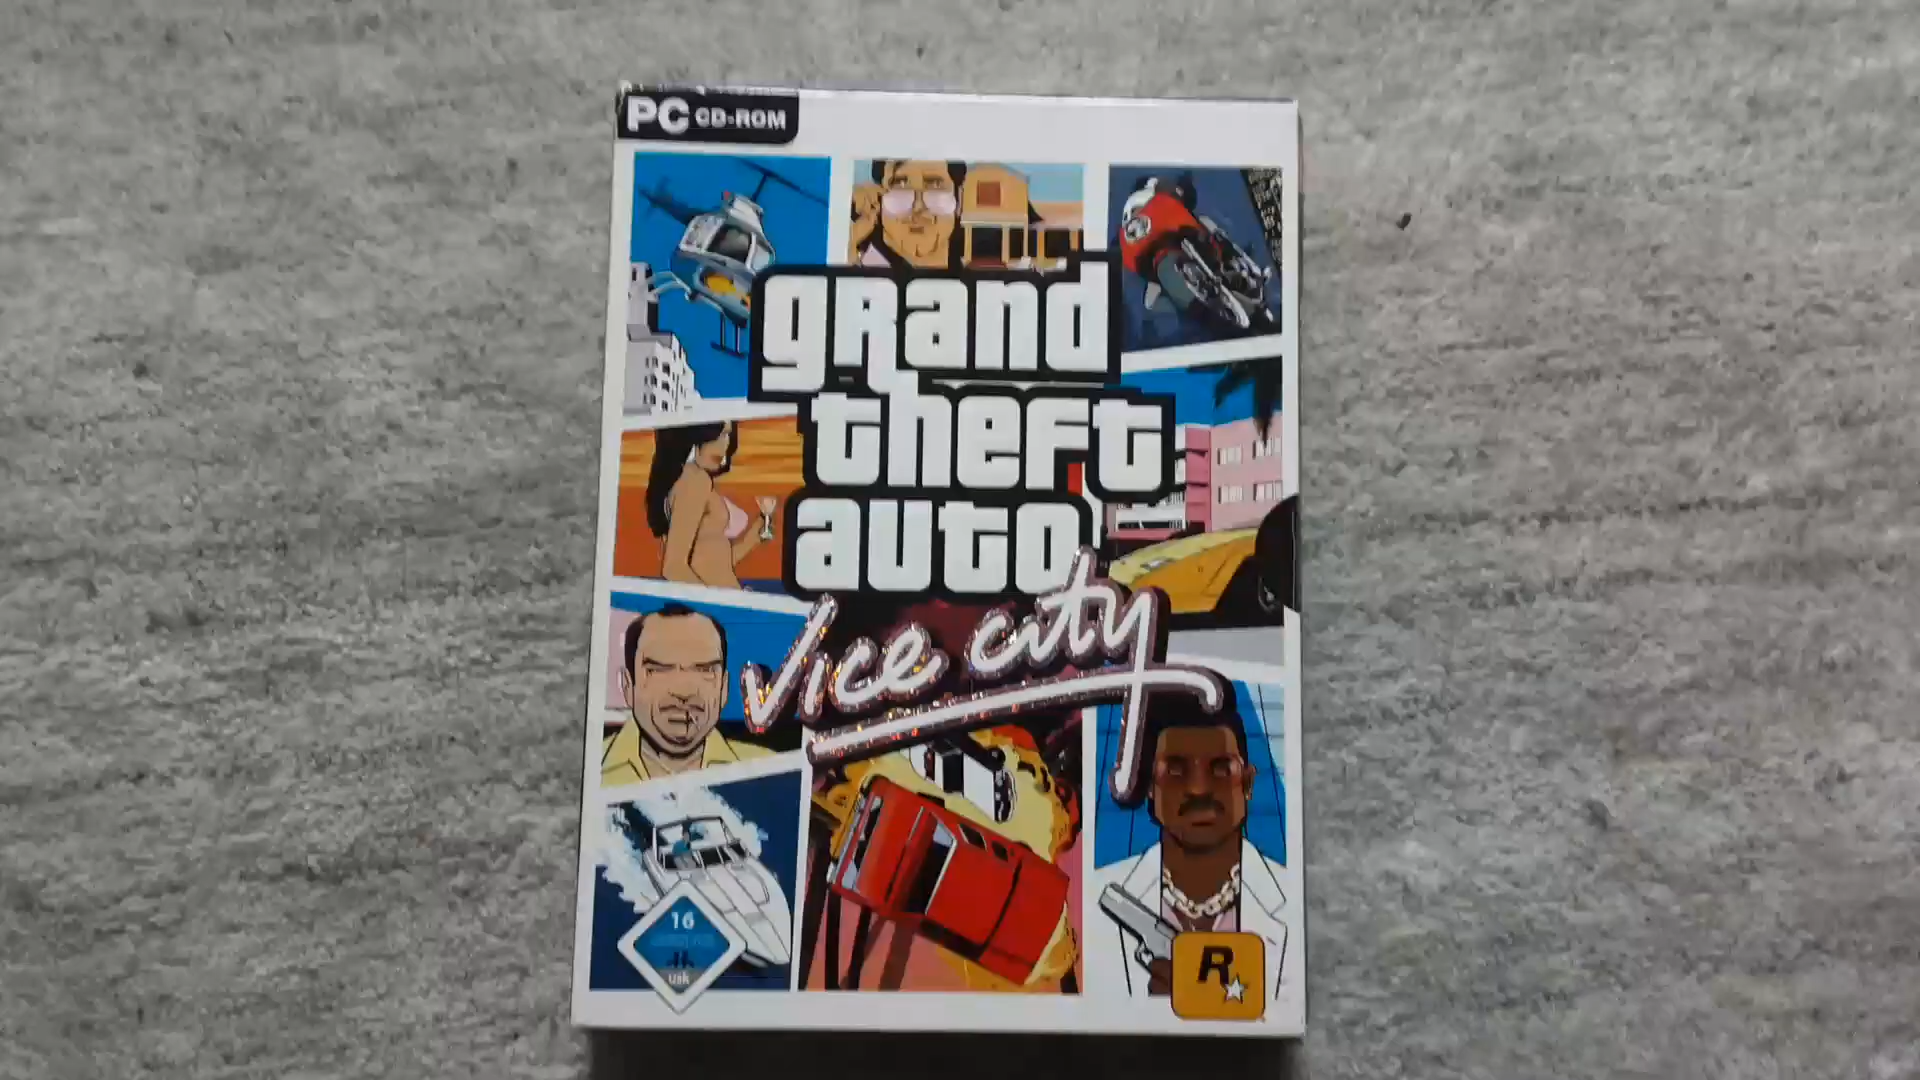 PC CD-ROM
grand
theft
auto
vice city
16
usk
R